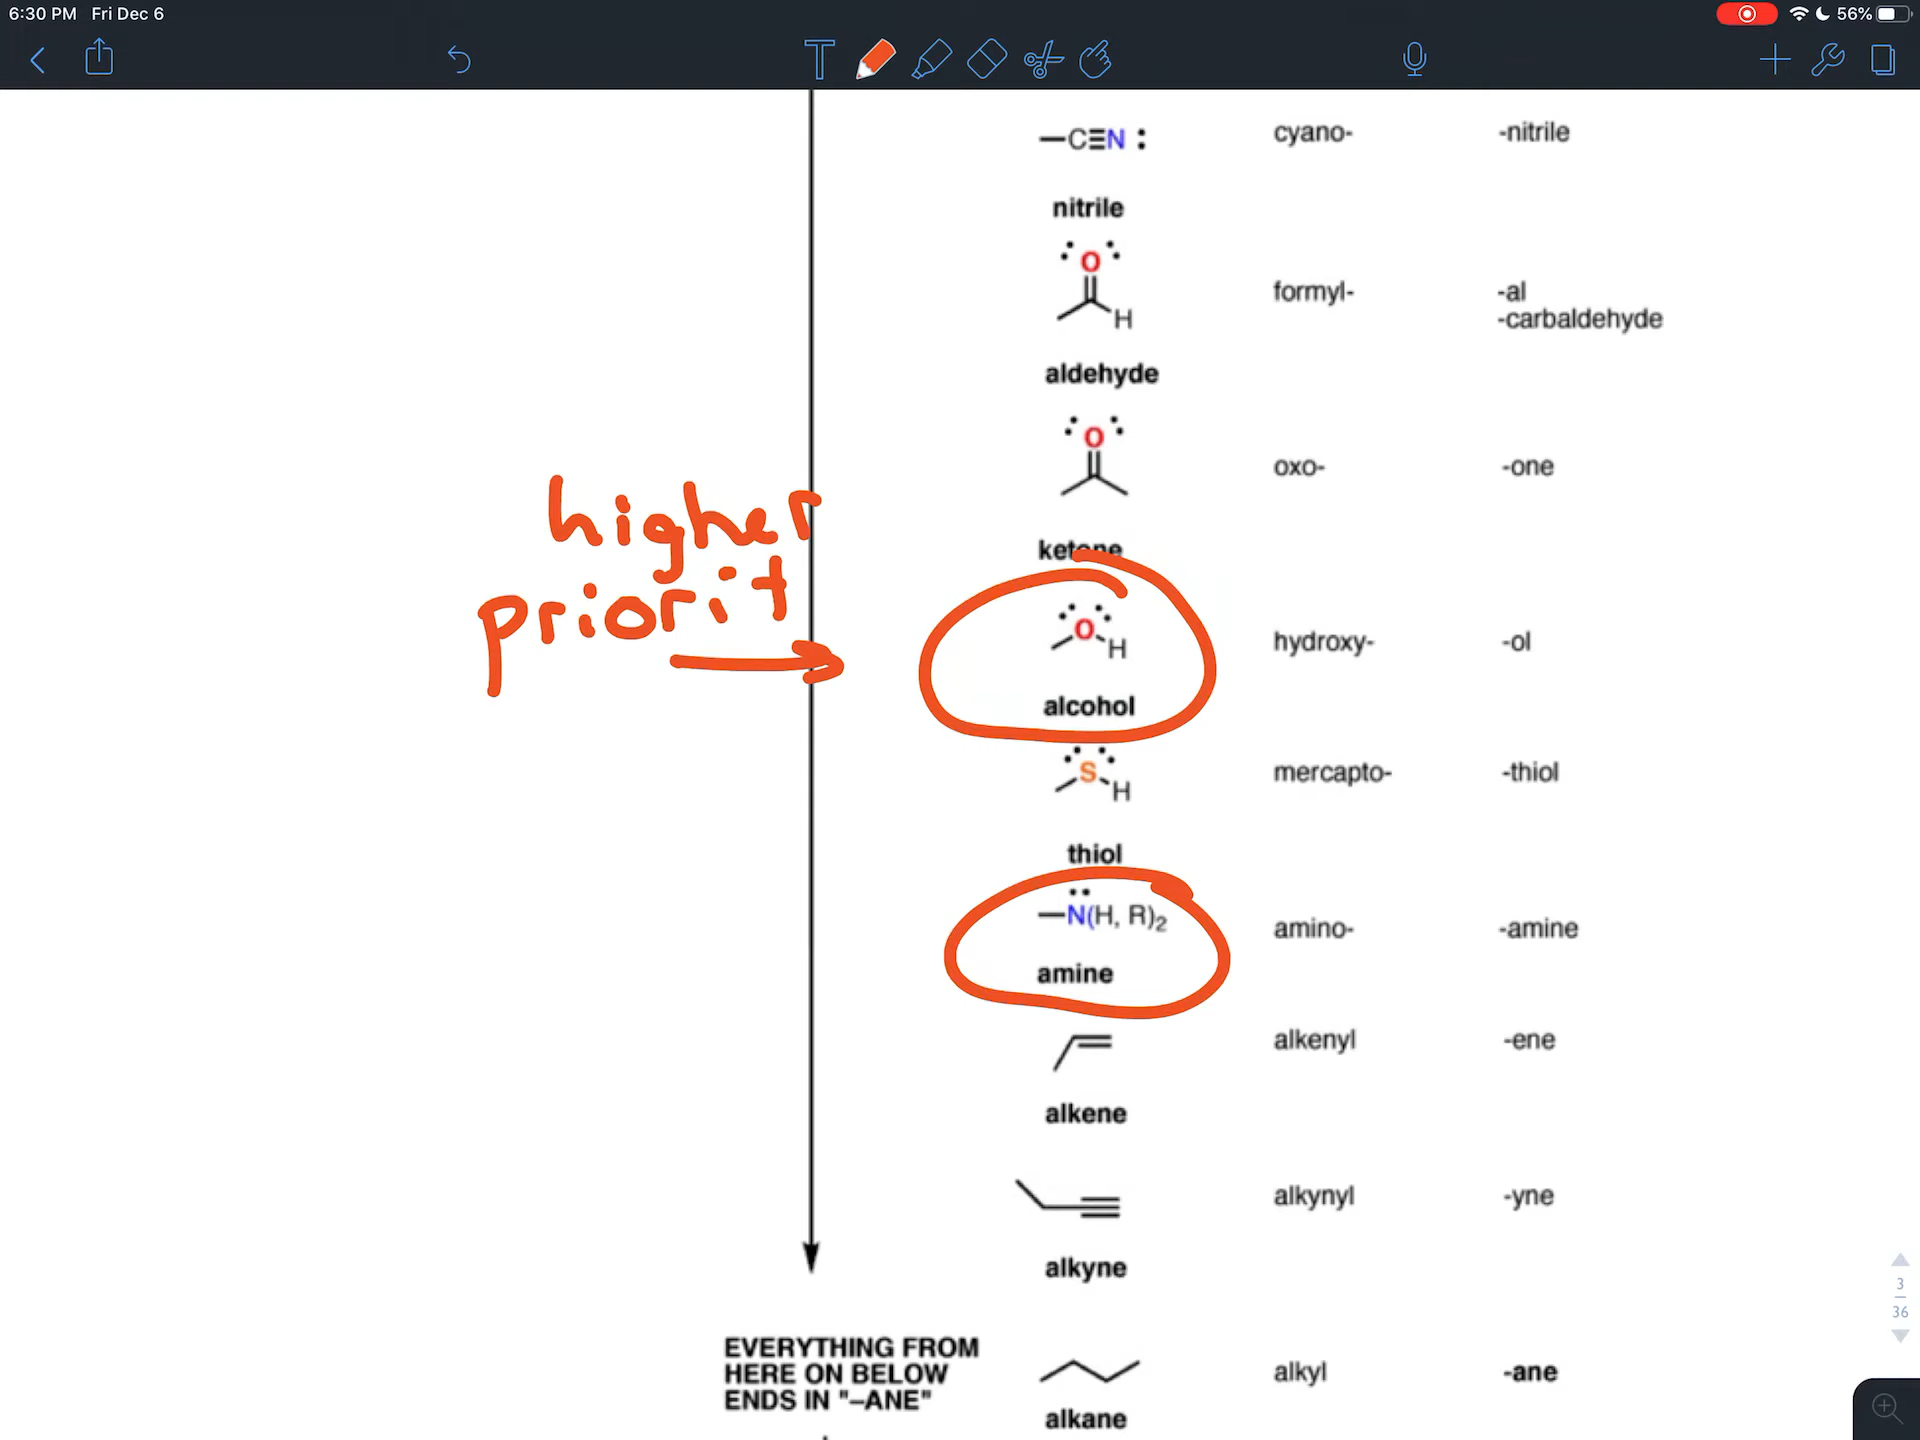 6:30 PM Fri Dec 6
56%
T
—C≡N :
cyano-
-nitrile
nitrile
O
H
formyl-
-al
-carbaldehyde
aldehyde
O
oxo-
-one
higher
priorit
ketone
O
H
hydroxy-
-ol
alcohol
S
H
mercapto-
-thiol
thiol
—N(H, R)₂
amino-
-amine
amine
alkenyl
-ene
alkene
alkynyl
-yne
alkyne
3
36
EVERYTHING FROM
HERE ON BELOW
ENDS IN "–ANE"
alkyl
-ane
alkane